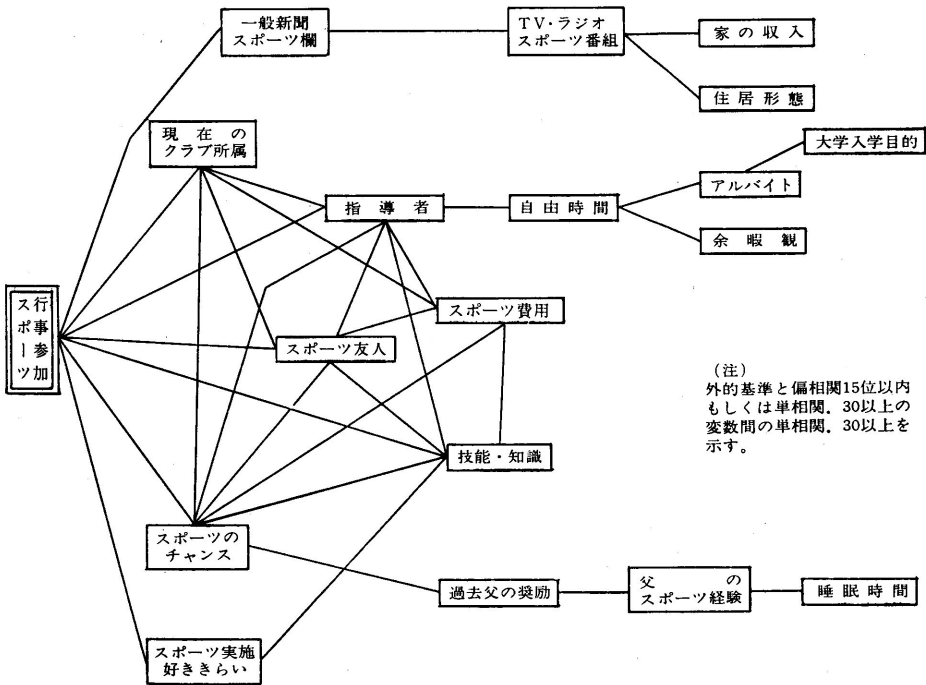 一般新聞
スポーツ欄
TV・ラジオ
スポーツ番組
家の収入
住居形態
現在の
クラブ所属
大学入学目的
アルバイト
指導者
自由時間
余暇観
スポーツ
行事参加
スポーツ費用
スポーツ友人
(注)
外的基準と偏相関15位以内
もしくは単相関．30以上の
変数間の単相関．30以上を
示す。
技能・知識
スポーツの
チャンス
過去父の奨励
父の
スポーツ経験
睡眠時間
スポーツ実施
好ききらい